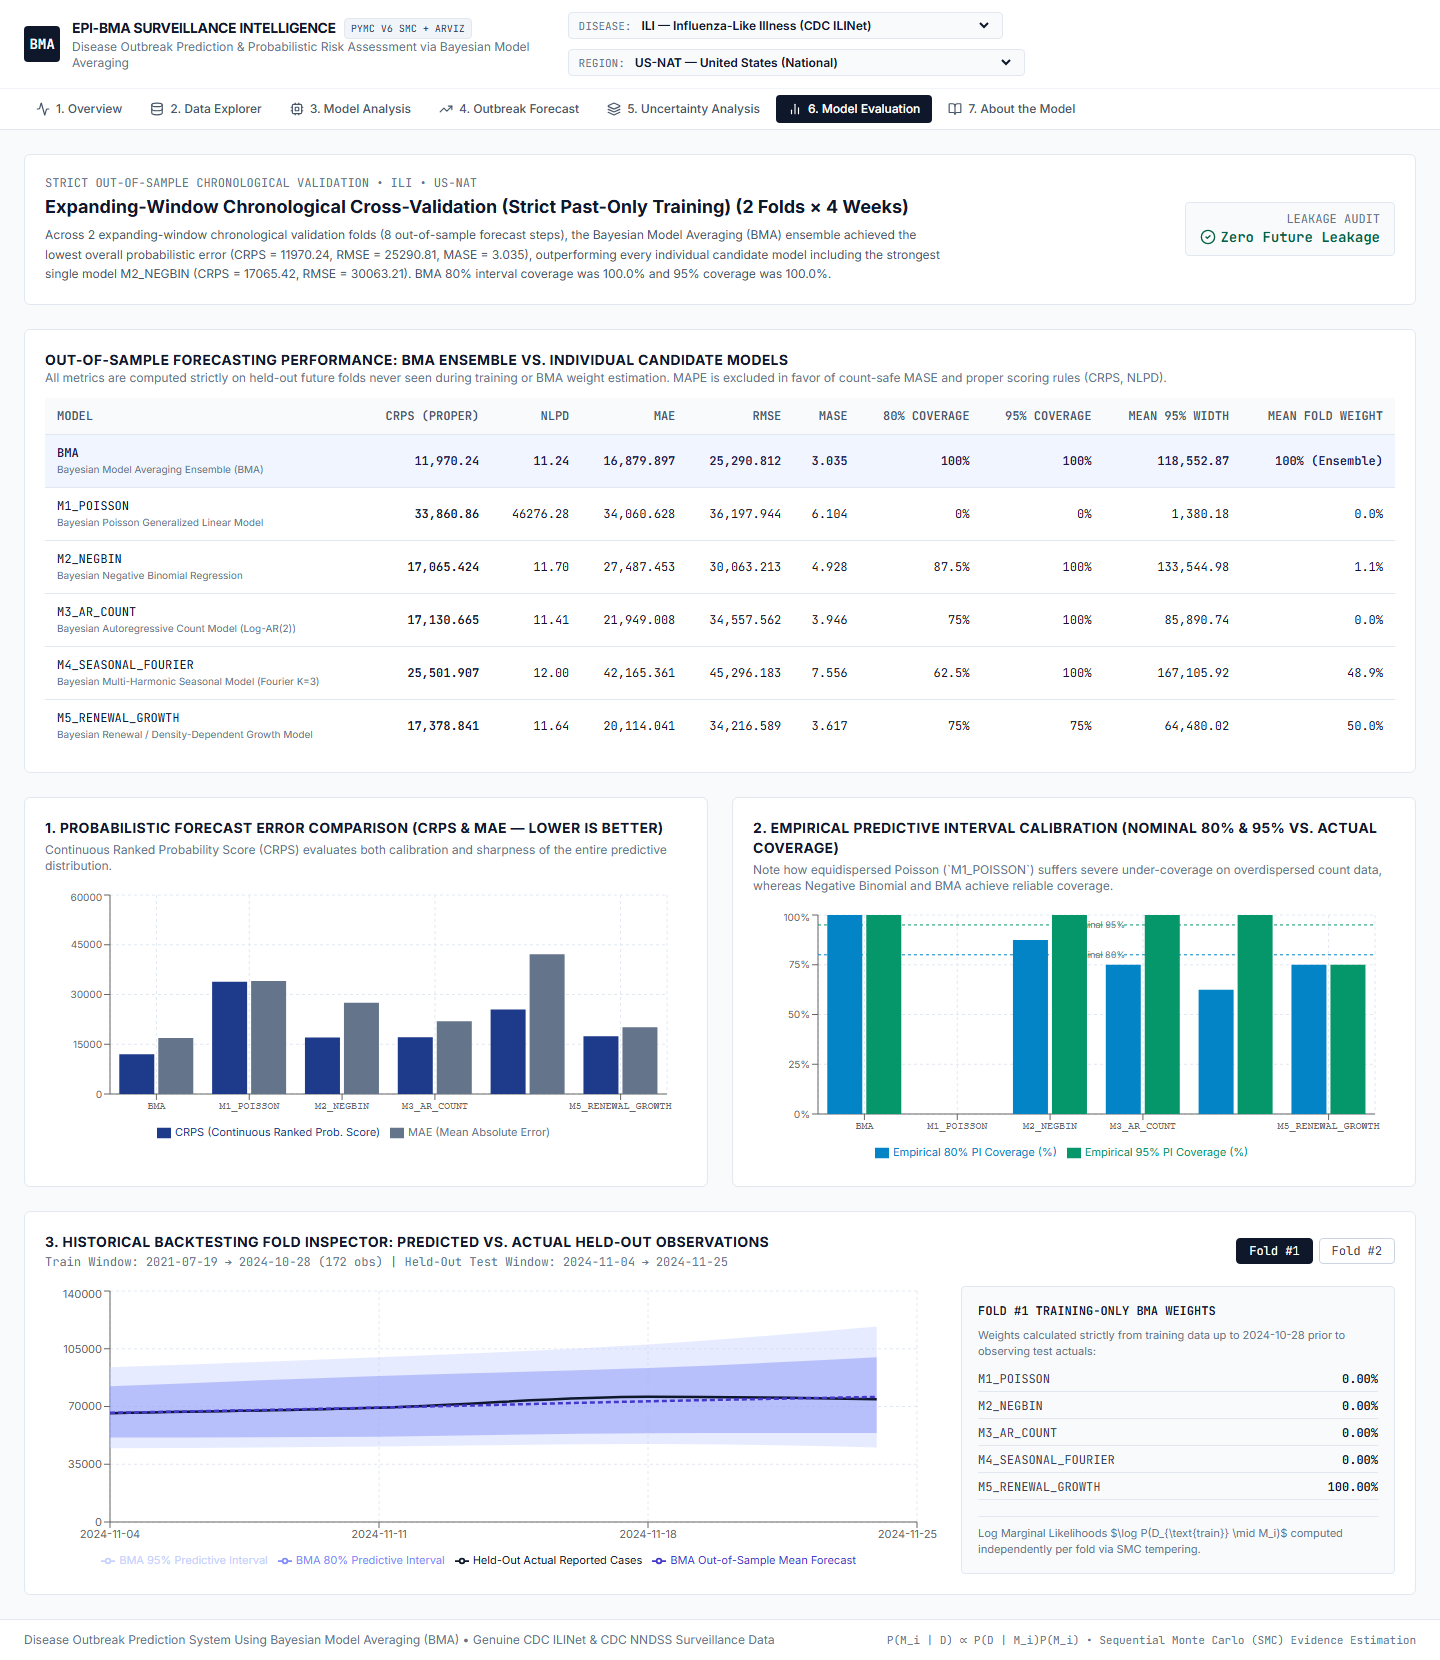 BMA
EPI-BMA SURVEILLANCE INTELLIGENCE
PYMC V6 SMC + ARVIZ
Disease Outbreak Prediction & Probabilistic Risk Assessment via Bayesian Model
Averaging
DISEASE: ILI — Influenza-Like Illness (CDC ILINet)
REGION: US-NAT — United States (National)
1. Overview
2. Data Explorer
3. Model Analysis
4. Outbreak Forecast
5. Uncertainty Analysis
6. Model Evaluation
7. About the Model
STRICT OUT-OF-SAMPLE CHRONOLOGICAL VALIDATION • ILI • US-NAT
Expanding-Window Chronological Cross-Validation (Strict Past-Only Training) (2 Folds × 4 Weeks)
Across 2 expanding-window chronological validation folds (8 out-of-sample forecast steps), the Bayesian Model Averaging (BMA) ensemble achieved the
lowest overall probabilistic error (CRPS = 11970.24, RMSE = 25290.81, MASE = 3.035), outperforming every individual candidate model including the strongest
single model M2_NEGBIN (CRPS = 17065.42, RMSE = 30063.21). BMA 80% interval coverage was 100.0% and 95% coverage was 100.0%.
LEAKAGE AUDIT
Zero Future Leakage
OUT-OF-SAMPLE FORECASTING PERFORMANCE: BMA ENSEMBLE VS. INDIVIDUAL CANDIDATE MODELS
All metrics are computed strictly on held-out future folds never seen during training or BMA weight estimation. MAPE is excluded in favor of count-safe MASE and proper scoring rules (CRPS, NLPD).
MODEL CRPS (PROPER) NLPD MAE RMSE MASE 80% COVERAGE 95% COVERAGE MEAN 95% WIDTH MEAN FOLD WEIGHT
BMA 11,970.24 11.24 16,879.897 25,290.812 3.035 100% 100% 118,552.87 100% (Ensemble)
Bayesian Model Averaging Ensemble (BMA)
M1_POISSON 33,860.86 46276.28 34,060.628 36,197.944 6.104 0% 0% 1,380.18 0.0%
Bayesian Poisson Generalized Linear Model
M2_NEGBIN 17,065.424 11.70 27,487.453 30,063.213 4.928 87.5% 100% 133,544.98 1.1%
Bayesian Negative Binomial Regression
M3_AR_COUNT 17,130.665 11.41 21,949.008 34,557.562 3.946 75% 100% 85,890.74 0.0%
Bayesian Autoregressive Count Model (Log-AR(2))
M4_SEASONAL_FOURIER 25,501.907 12.00 42,165.361 45,296.183 7.556 62.5% 100% 167,105.92 48.9%
Bayesian Multi-Harmonic Seasonal Model (Fourier K=3)
M5_RENEWAL_GROWTH 17,378.841 11.64 20,114.041 34,216.589 3.617 75% 75% 64,480.02 50.0%
Bayesian Renewal / Density-Dependent Growth Model
1. PROBABILISTIC FORECAST ERROR COMPARISON (CRPS & MAE — LOWER IS BETTER)
Continuous Ranked Probability Score (CRPS) evaluates both calibration and sharpness of the entire predictive
distribution.
60000
45000
30000
15000
0
BMA M1_POISSON M2_NEGBIN M3_AR_COUNT M5_RENEWAL_GROWTH
CRPS (Continuous Ranked Prob. Score) MAE (Mean Absolute Error)
2. EMPIRICAL PREDICTIVE INTERVAL CALIBRATION (NOMINAL 80% & 95% VS. ACTUAL
COVERAGE)
Note how equidispersed Poisson (`M1_POISSON`) suffers severe under-coverage on overdispersed count data,
whereas Negative Binomial and BMA achieve reliable coverage.
100%
75%
50%
25%
0%
95%
80%
BMA M1_POISSON M2_NEGBIN M3_AR_COUNT M5_RENEWAL_GROWTH
Empirical 80% PI Coverage (%) Empirical 95% PI Coverage (%)
3. HISTORICAL BACKTESTING FOLD INSPECTOR: PREDICTED VS. ACTUAL HELD-OUT OBSERVATIONS
Train Window: 2021-07-19 → 2024-10-28 (172 obs) | Held-Out Test Window: 2024-11-04 → 2024-11-25
Fold #1
Fold #2
140000
105000
70000
35000
0
2024-11-04 2024-11-11 2024-11-18 2024-11-25
BMA 95% Predictive Interval BMA 80% Predictive Interval Held-Out Actual Reported Cases BMA Out-of-Sample Mean Forecast
FOLD #1 TRAINING-ONLY BMA WEIGHTS
Weights calculated strictly from training data up to 2024-10-28 prior to
observing test actuals:
M1_POISSON 0.00%
M2_NEGBIN 0.00%
M3_AR_COUNT 0.00%
M4_SEASONAL_FOURIER 0.00%
M5_RENEWAL_GROWTH 100.00%
Log Marginal Likelihoods $\log P(D_{\text{train}} \mid M_i)$ computed
independently per fold via SMC tempering.
Disease Outbreak Prediction System Using Bayesian Model Averaging (BMA) • Genuine CDC ILINet & CDC NNDSS Surveillance Data
P(M_i | D) ∝ P(D | M_i)P(M_i) • Sequential Monte Carlo (SMC) Evidence Estimation